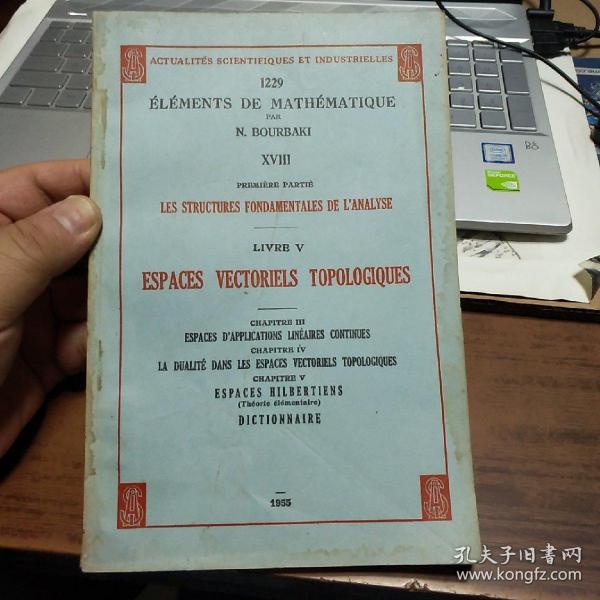 ACTUALITÉS SCIENTIFIQUES ET INDUSTRIELLES
1229
ÉLÉMENTS DE MATHÉMATIQUE
PAR
N. BOURBAKI
XVIII
PREMIÈRE PARTIE
LES STRUCTURES FONDAMENTALES DE L'ANALYSE
LIVRE V
ESPACES VECTORIELS TOPOLOGIQUES
CHAPITRE III
ESPACES D'APPLICATIONS LINÉAIRES CONTINUES
CHAPITRE IV
LA DUALITÉ DANS LES ESPACES VECTORIELS TOPOLOGIQUES
CHAPITRE V
ESPACES HILBERTIENS
(Théorie élémentaire)
DICTIONNAIRE
1955
GEFORCE
孔夫子旧书网
www.kongfz.com